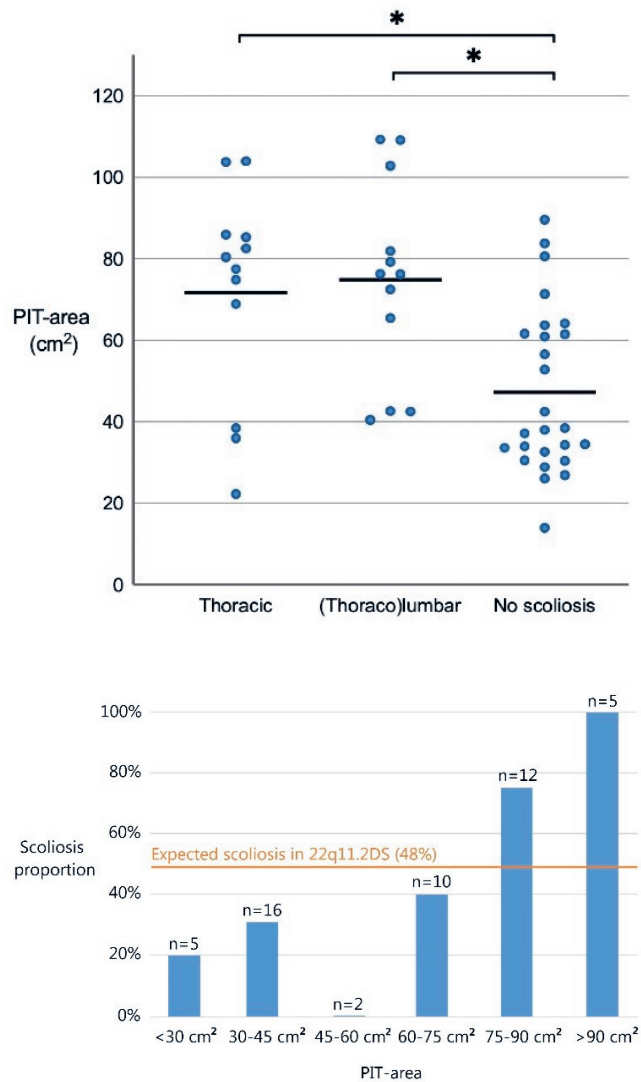 *
*
120
100
80
PIT-area
(cm²)
60
40
20
0
Thoracic (Thoraco)lumbar No scoliosis
100%
n=5
80%
n=12
Scoliosis
proportion
60%
Expected scoliosis in 22q11.2DS (48%)
40%
n=10
n=16
20%
n=5
n=2
0%
<30 cm² 30-45 cm² 45-60 cm² 60-75 cm² 75-90 cm² >90 cm²
PIT-area